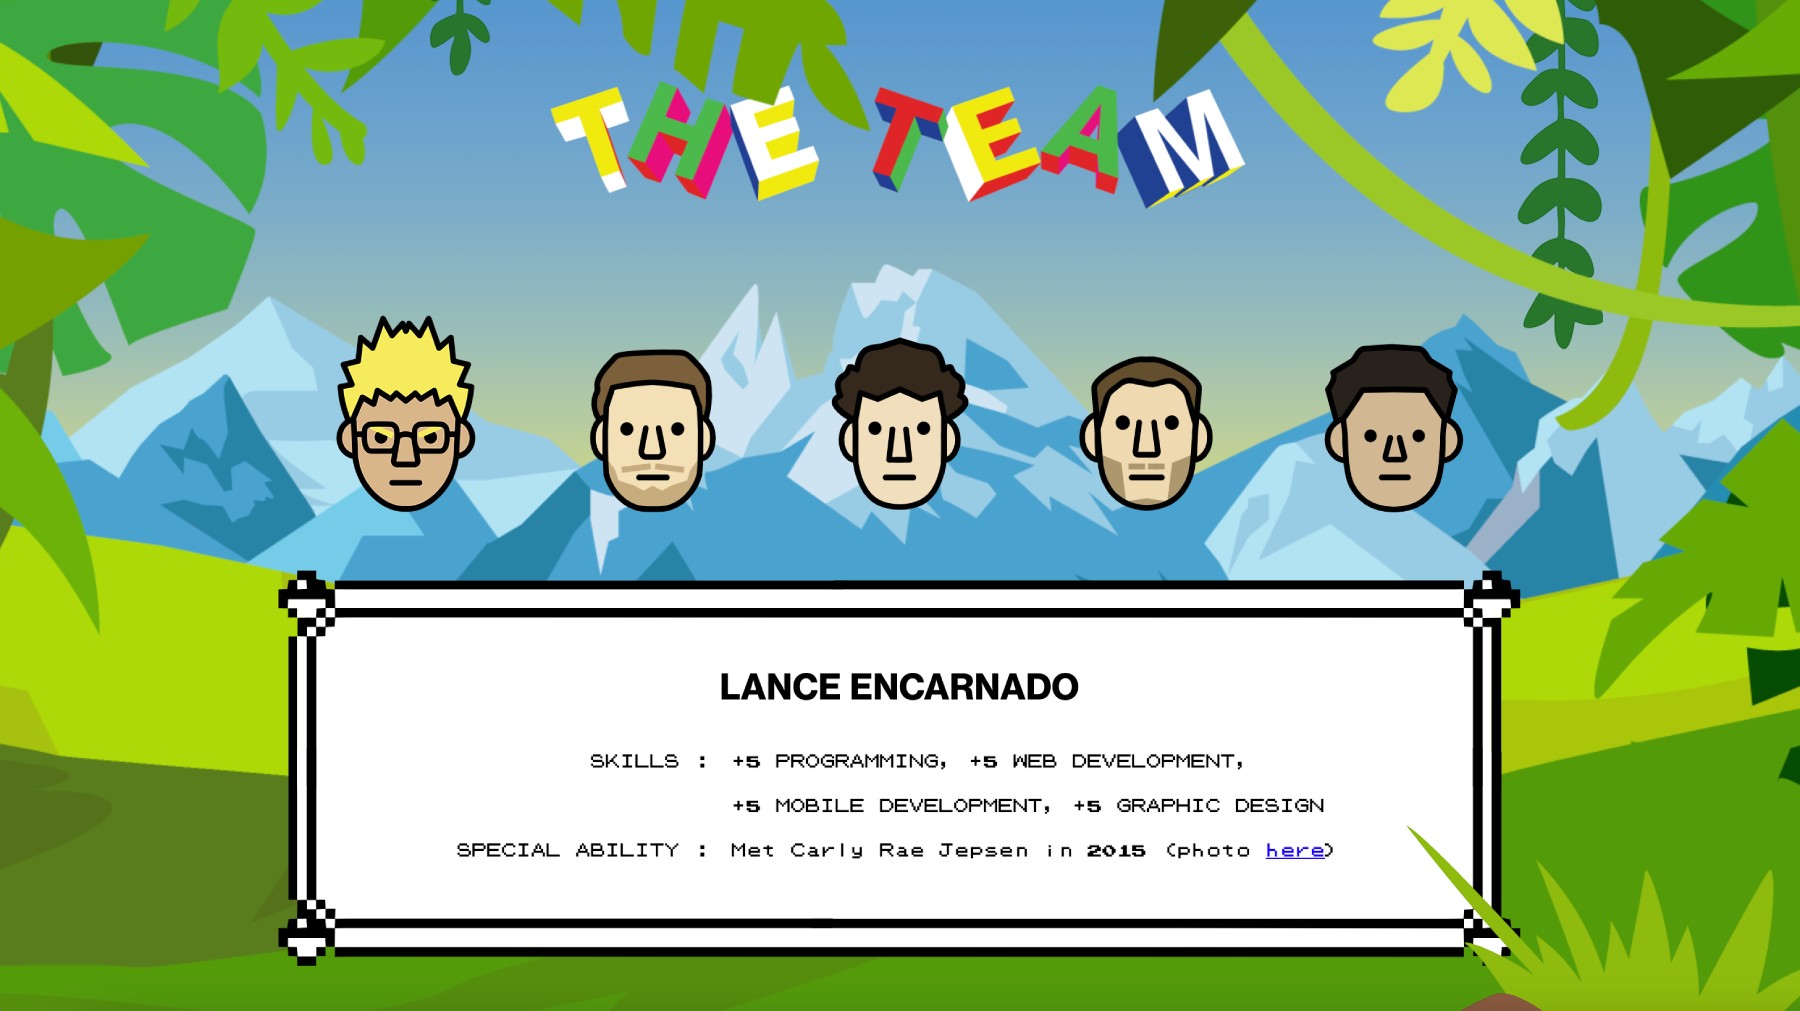 THE TEAM
LANCE ENCARNADO
SKILLS : +5 PROGRAMMING, +5 WEB DEVELOPMENT,
+5 MOBILE DEVELOPMENT, +5 GRAPHIC DESIGN
SPECIAL ABILITY : Met Carly Rae Jepsen in 2015 (photo here)